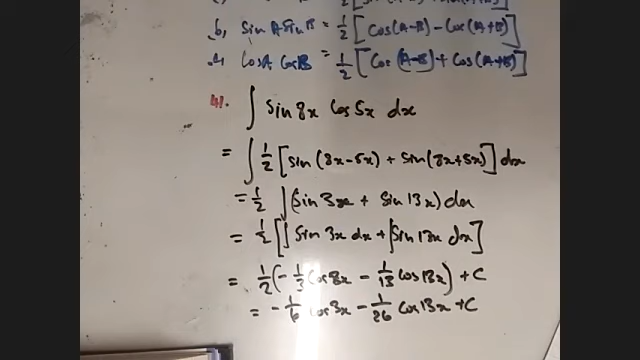 b, Sin A Sin B = 1/2 [Cos(A-B) - Cos(A+B)]
Cos A Cos B = 1/2 [Cos(A-B) + Cos(A+B)]
41. ∫ Sin 8x Cos 5x dx
= ∫ 1/2 [Sin(8x-5x) + Sin(8x+5x)] dx
= 1/2 ∫ (Sin 3x + Sin 13x) dx
= 1/2 [∫ Sin 3x dx + ∫ Sin 13x dx]
= 1/2 (-1/3 Cos 3x - 1/13 Cos 13x) + C
= -1/6 Cos 3x - 1/26 Cos 13x + C